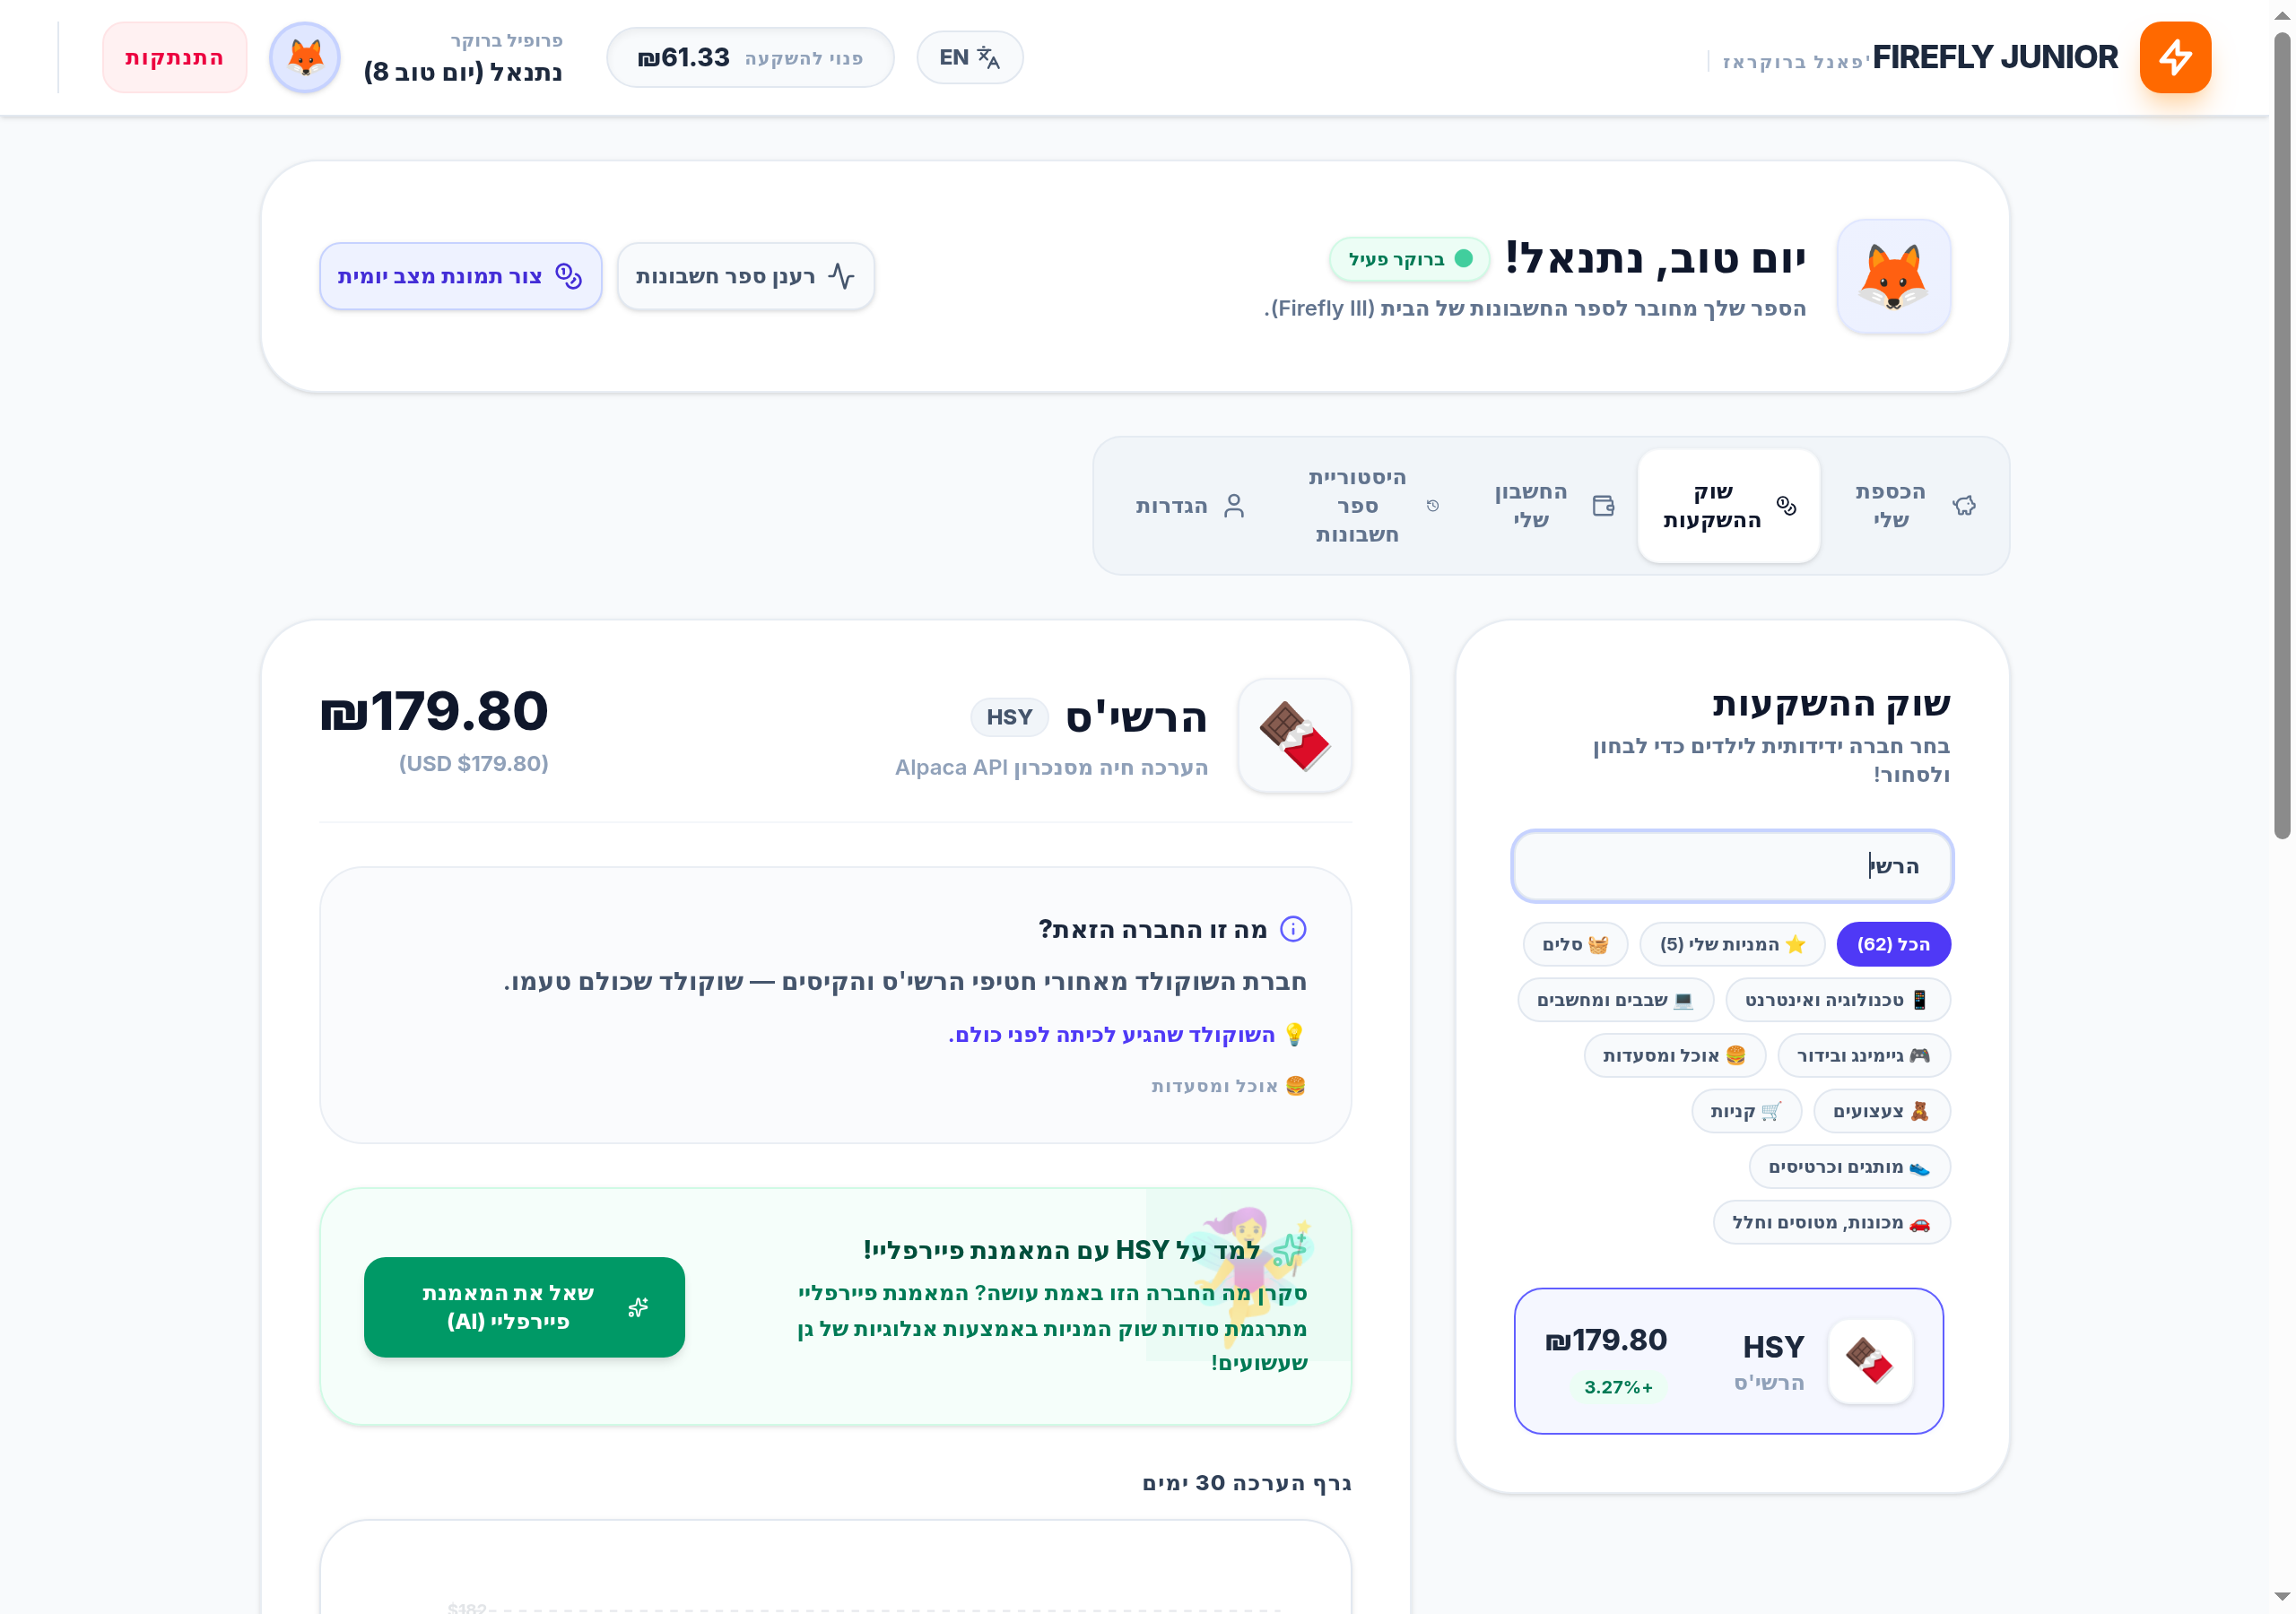 FIREFLY JUNIOR
פאנל ברוקראז'
EN
פנוי להשקעה ₪61.33
פרופיל ברוקר
נתנאל (יום טוב 8)
התנתקות
יום טוב, נתנאל!
ברוקר פעיל
הספר שלך מחובר לספר החשבונות של הבית (Firefly III).
רענן ספר חשבונות
צור תמונת מצב יומית
הכספת
שלי
שוק
ההשקעות
החשבון
שלי
היסטוריית
ספר
חשבונות
הגדרות
שוק ההשקעות
בחר חברה ידידותית לילדים כדי לבחון
ולסחור!
הרשי
הכל (62)
⭐ המניות שלי (5)
🧺 סלים
📱 טכנולוגיה ואינטרנט
💻 שבבים ומחשבים
🎮 גיימינג ובידור
🍔 אוכל ומסעדות
🧸 צעצועים
🛒 קניות
👟 מותגים וכרטיסים
🚗 מכונות, מטוסים וחלל
HSY
הרשי'ס
₪179.80
+3.27%
הרשי'ס
HSY
הערכה חיה מסנכרון Alpaca API
₪179.80
(USD $179.80)
מה זו החברה הזאת?
חברת השוקולד מאחורי חטיפי הרשי'ס והקיסים — שוקולד שכולם טעמו.
💡 השוקולד שהגיע לכיתה לפני כולם.
🍔 אוכל ומסעדות
למד על HSY עם המאמנת פיירפליי!
סקרן מה החברה הזו באמת עושה? המאמנת פיירפליי
מתרגמת סודות שוק המניות באמצעות אנלוגיות של גן
שעשועים!
שאל את המאמנת
פיירפליי (AI)
גרף הערכה 30 ימים
$182